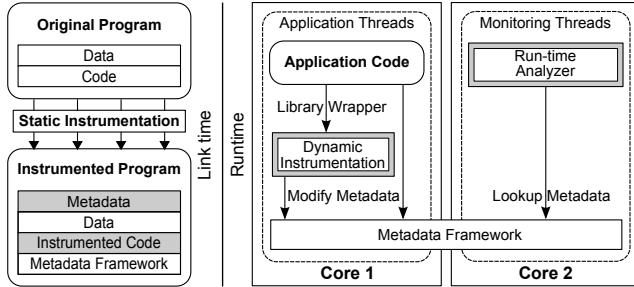 Original Program
Data
Code
Static Instrumentation
Instrumented Program
Metadata
Data
Instrumented Code
Metadata Framework
Link time
Runtime
Application Threads
Application Code
Library Wrapper
Dynamic
Instrumentation
Modify Metadata
Monitoring Threads
Run-time
Analyzer
Lookup Metadata
Metadata Framework
Core 1
Core 2